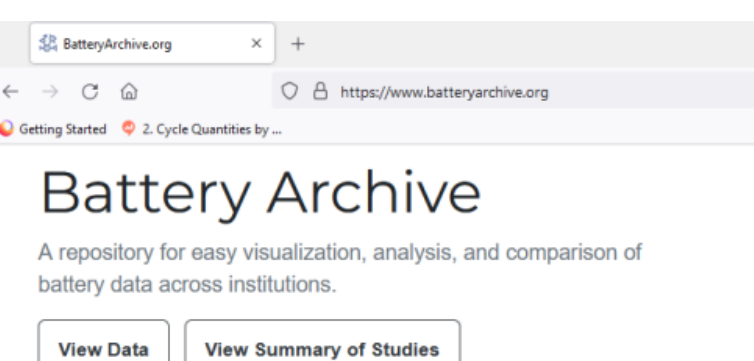 BatteryArchive.org
https://www.batteryarchive.org
Getting Started 2. Cycle Quantities by ...
Battery Archive
A repository for easy visualization, analysis, and comparison of
battery data across institutions.
View Data View Summary of Studies